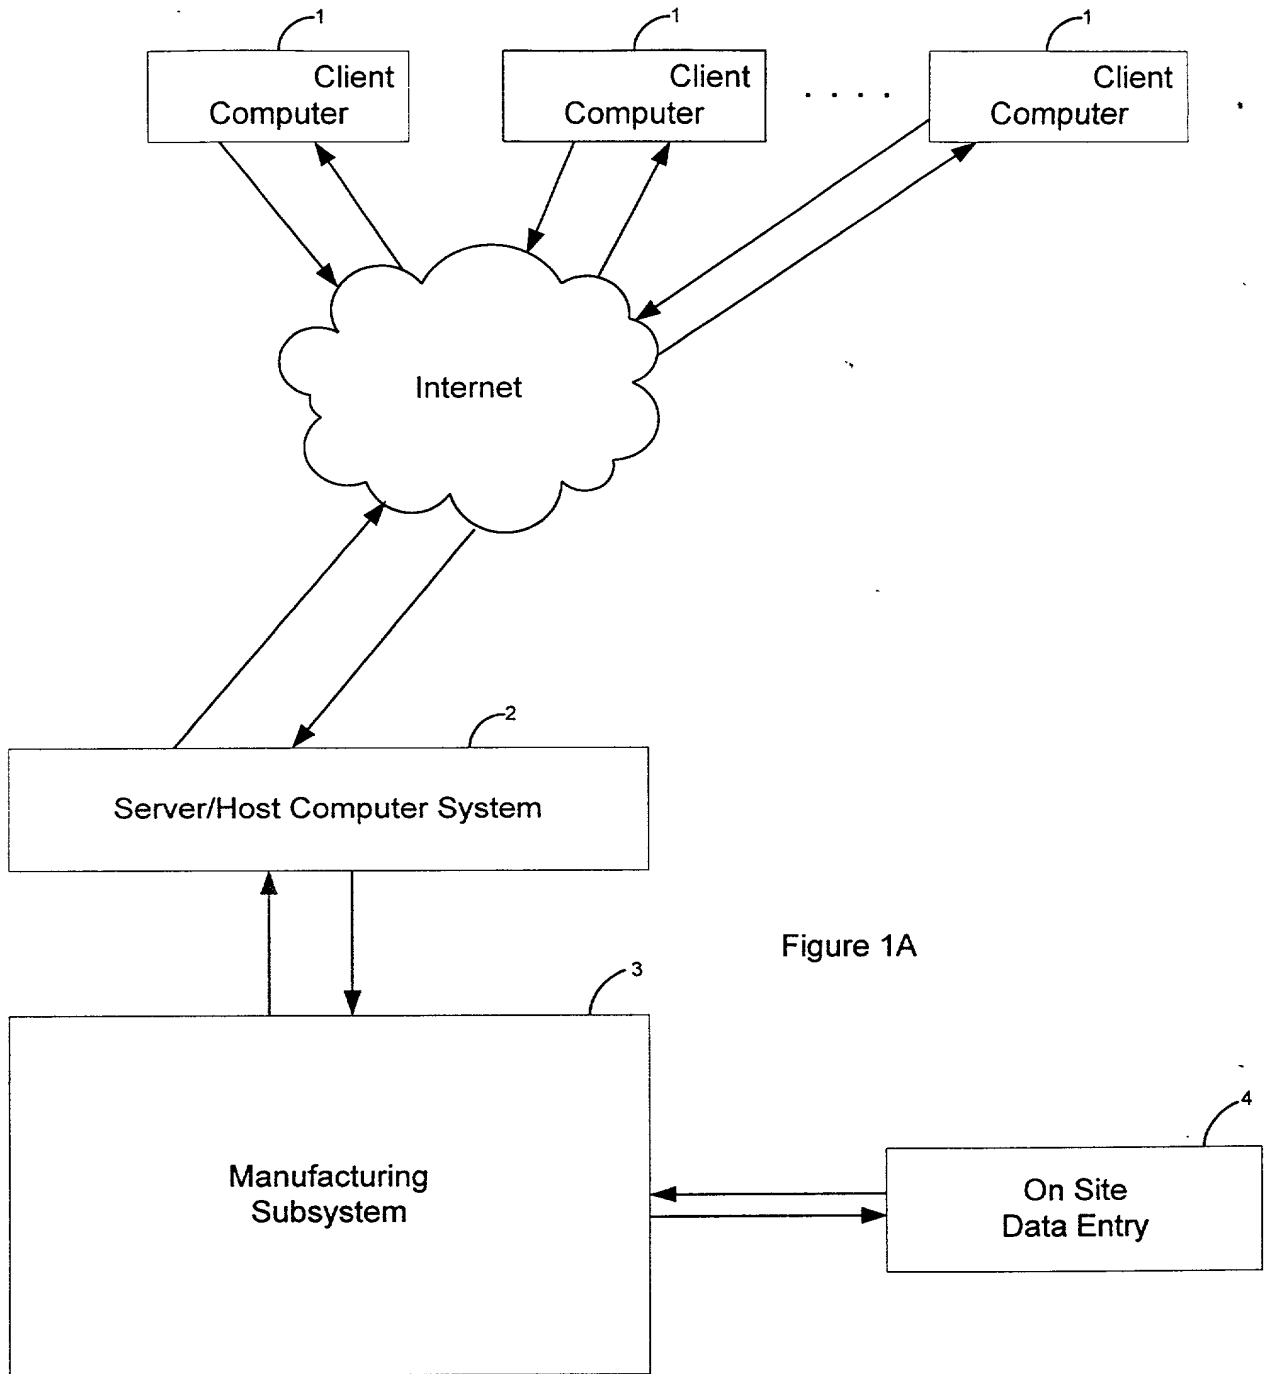 1
1
1
Client
Computer
Client
Computer
. . . .
Client
Computer
Internet
2
Server/Host Computer System
Figure 1A
3
Manufacturing
Subsystem
4
On Site
Data Entry